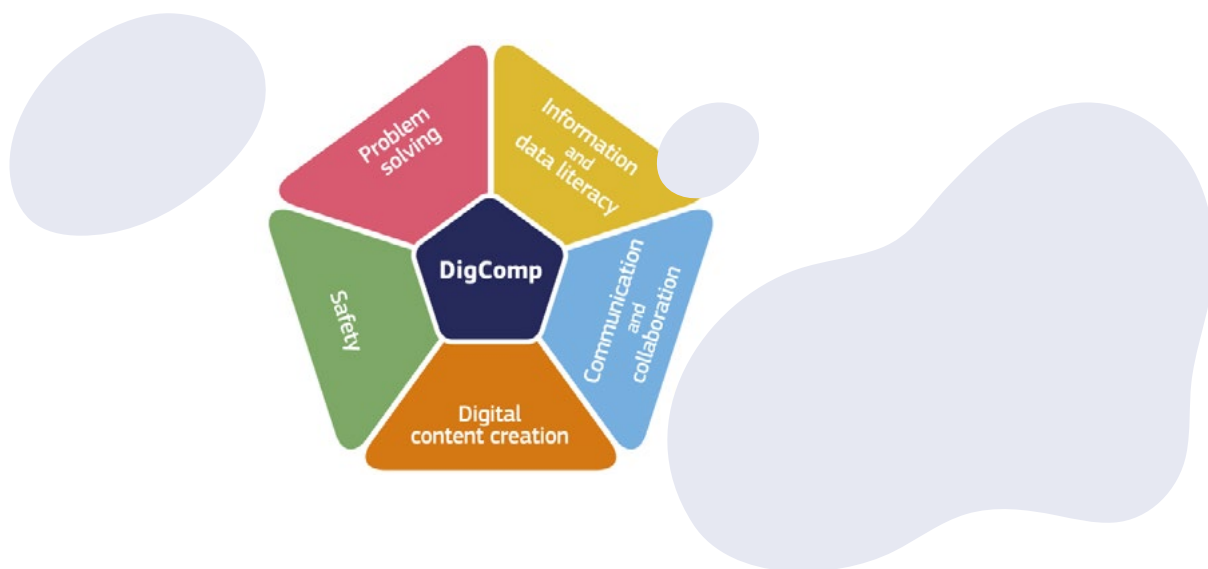 Problem
solving
Information
and
data literacy
DigComp
Safety
Communication
and
collaboration
Digital
content creation